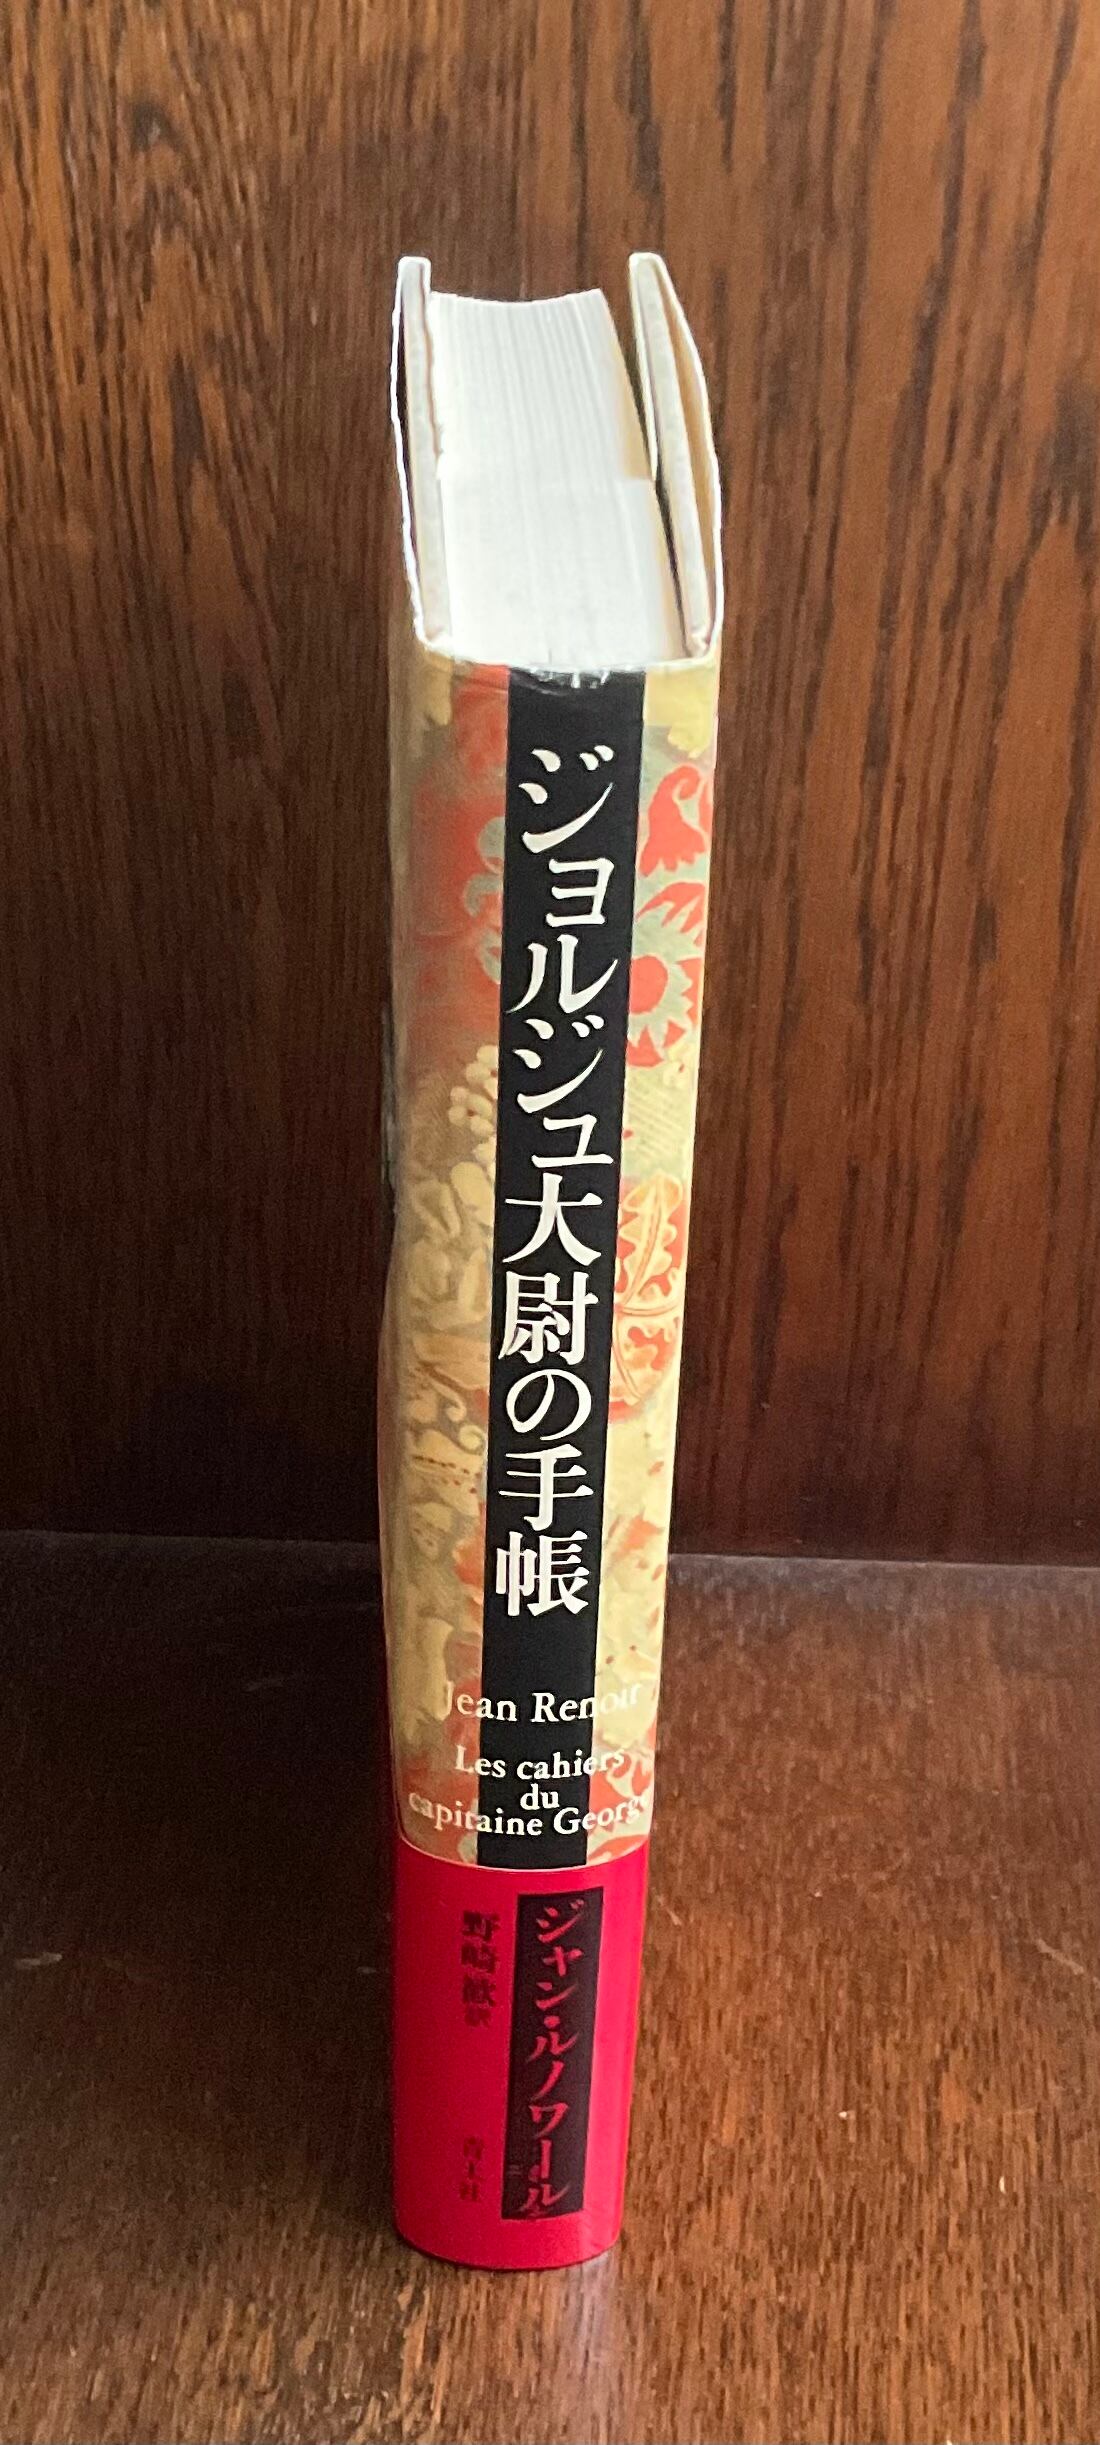 ジョルジュ大尉の手帳
Jean Renoir
Les cahiers
du
capitaine George
ジャン・ルノワール
野崎歓訳
青土社